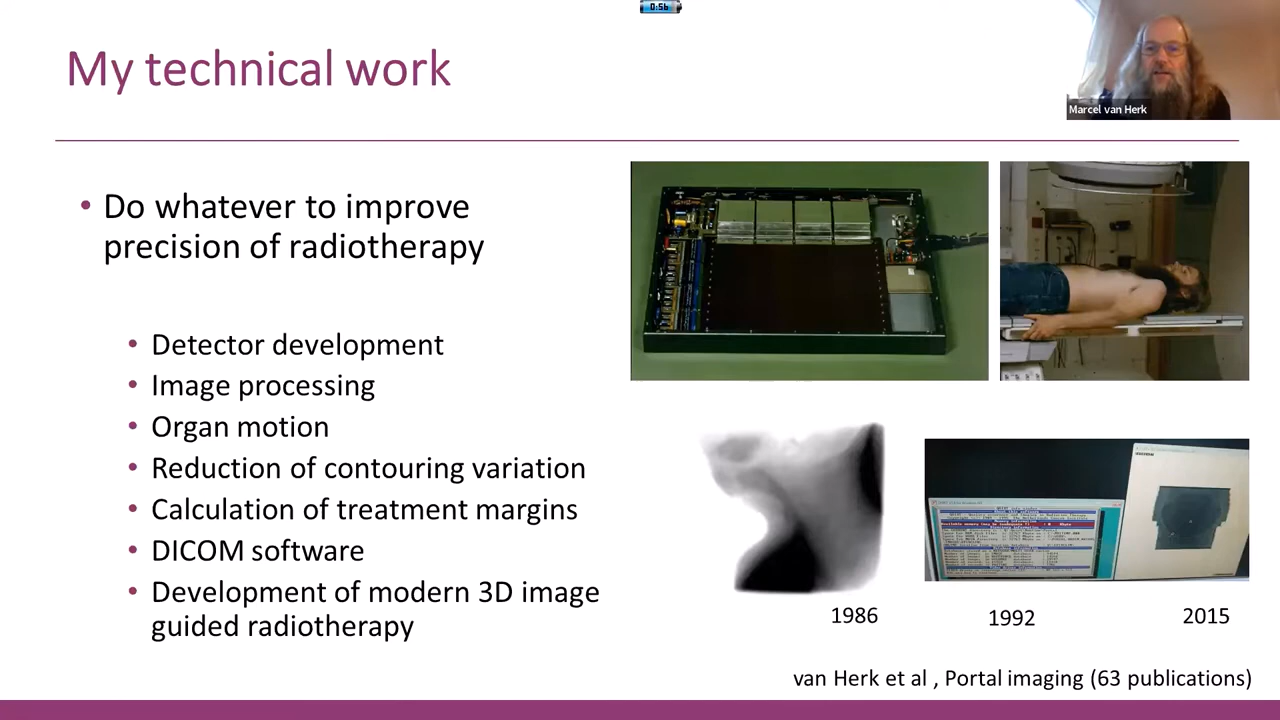 0:56
My technical work
Marcel van Herk
• Do whatever to improve
precision of radiotherapy
• Detector development
• Image processing
• Organ motion
• Reduction of contouring variation
• Calculation of treatment margins
• DICOM software
• Development of modern 3D image
guided radiotherapy
1986
1992
2015
van Herk et al , Portal imaging (63 publications)